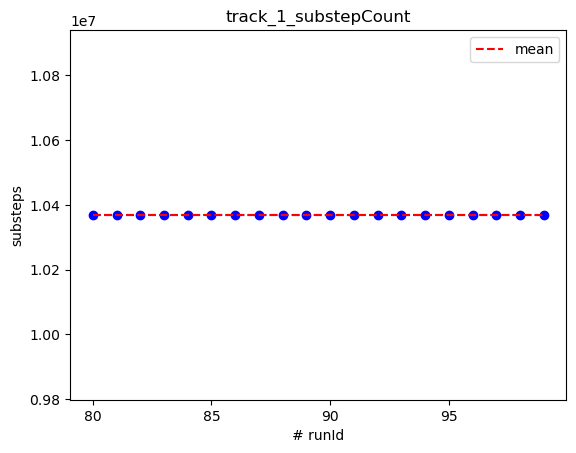 track_1_substepCount
1e7
mean
1.08
1.06
1.04
1.02
1.00
0.98
substeps
80 85 90 95
# runId